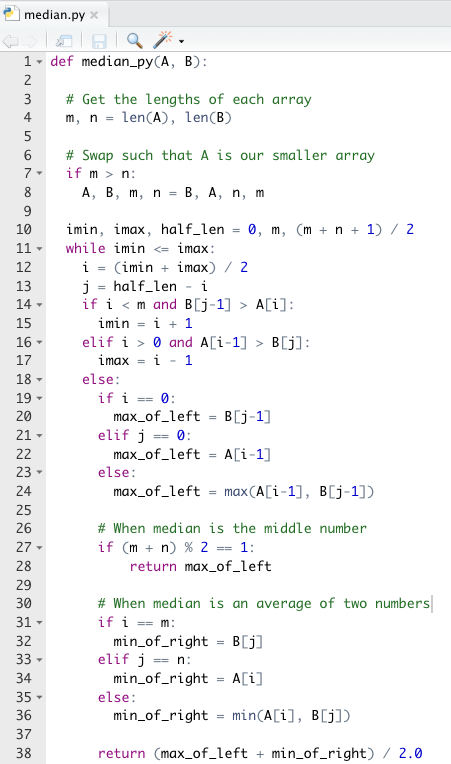 median.py
1 def median_py(A, B):
2
3 # Get the lengths of each array
4 m, n = len(A), len(B)
5
6 # Swap such that A is our smaller array
7 if m > n:
8 A, B, m, n = B, A, n, m
9
10 imin, imax, half_len = 0, m, (m + n + 1) / 2
11 while imin <= imax:
12 i = (imin + imax) / 2
13 j = half_len - i
14 if i < m and B[j-1] > A[i]:
15 imin = i + 1
16 elif i > 0 and A[i-1] > B[j]:
17 imax = i - 1
18 else:
19 if i == 0:
20 max_of_left = B[j-1]
21 elif j == 0:
22 max_of_left = A[i-1]
23 else:
24 max_of_left = max(A[i-1], B[j-1])
25
26 # When median is the middle number
27 if (m + n) % 2 == 1:
28 return max_of_left
29
30 # When median is an average of two numbers
31 if i == m:
32 min_of_right = B[j]
33 elif j == n:
34 min_of_right = A[i]
35 else:
36 min_of_right = min(A[i], B[j])
37
38 return (max_of_left + min_of_right) / 2.0